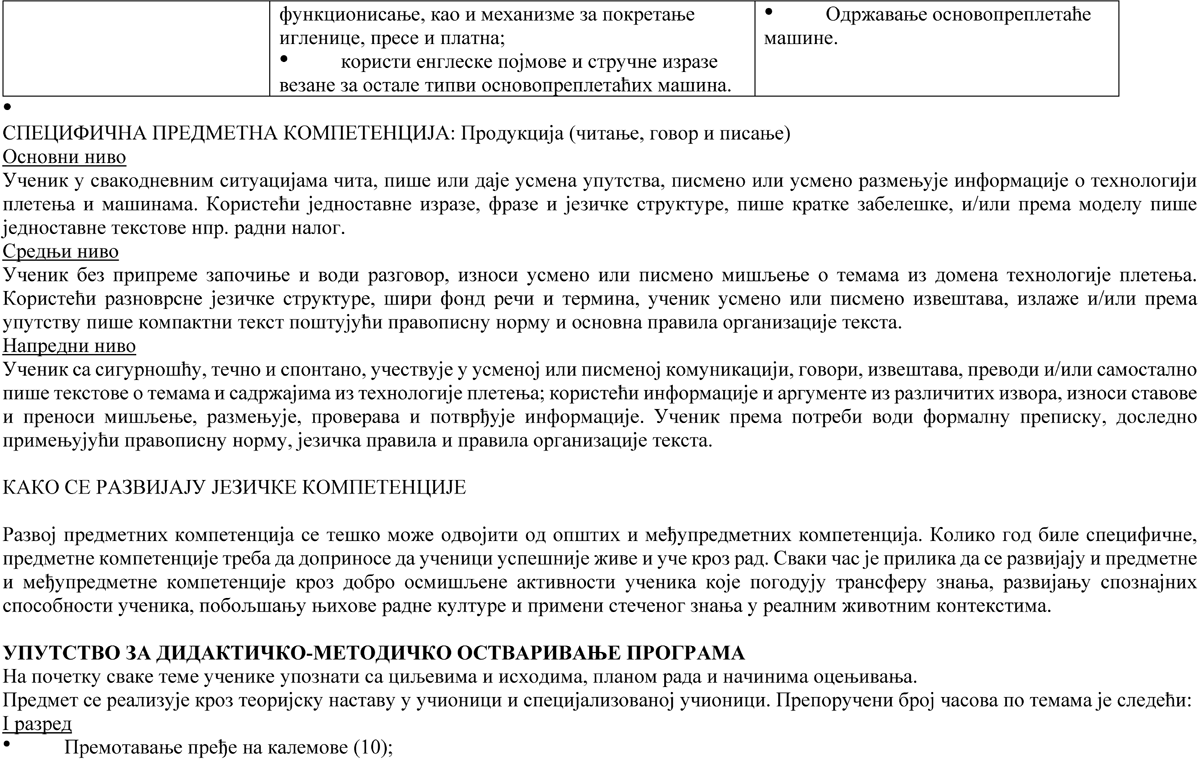 функционисање, као и механизме за покретање
игленице, пресе и платна;
• користи енглеске појмове и стручне изразе
везане за остале типви основопреплетаћих машина.
• Одржавање основопреплетаће
машине.
•
СПЕЦИФИЧНА ПРЕДМЕТНА КОМПЕТЕНЦИЈА: Продукција (читање, говор и писање)
Основни ниво
Ученик у свакодневним ситуацијама чита, пише или даје усмена упутства, писмено или усмено размењује информације о технологији
плетења и машинама. Користећи једноставне изразе, фразе и језичке структуре, пише кратке забелешке, и/или према моделу пише
једноставне текстове нпр. радни налог.
Средњи ниво
Ученик без припреме започиње и води разговор, износи усмено или писмено мишљење о темама из домена технологије плетења.
Користећи разноврсне језичке структуре, шири фонд речи и термина, ученик усмено или писмено извештава, излаже и/или према
упутству пише компактни текст поштујући правописну норму и основна правила организације текста.
Напредни ниво
Ученик са сигурношћу, течно и спонтано, учествује у усменој или писменој комуникацији, говори, извештава, преводи и/или самостално
пише текстове о темама и садржајима из технологије плетења; користећи информације и аргументе из различитих извора, износи ставове
и преноси мишљење, размењује, проверава и потврђује информације. Ученик према потреби води формалну преписку, доследно
примењујући правописну норму, језичка правила и правила организације текста.
КАКО СЕ РАЗВИЈАЈУ ЈЕЗИЧКЕ КОМПЕТЕНЦИЈЕ
Развој предметних компетенција се тешко може одвојити од општих и међупредметних компетенција. Колико год биле специфичне,
предметне компетенције треба да доприносе да ученици успешније живе и уче кроз рад. Сваки час је прилика да се развијају и предметне
и међупредметне компетенције кроз добро осмишљене активности ученика које погодују трансферу знања, развијању спознајних
способности ученика, побољшању њихове радне културе и примени стеченог знања у реалним животним контекстима.
УПУТСТВО ЗА ДИДАКТИЧКО-МЕТОДИЧКО ОСТВАРИВАЊЕ ПРОГРАМА
На почетку сваке теме ученике упознати са циљевима и исходима, планом рада и начинима оцењивања.
Предмет се реализује кроз теоријску наставу у учионици и специјализованој учионици. Препоручени број часова по темама је следећи:
I разред
• Премотавање пређе на калемове (10);